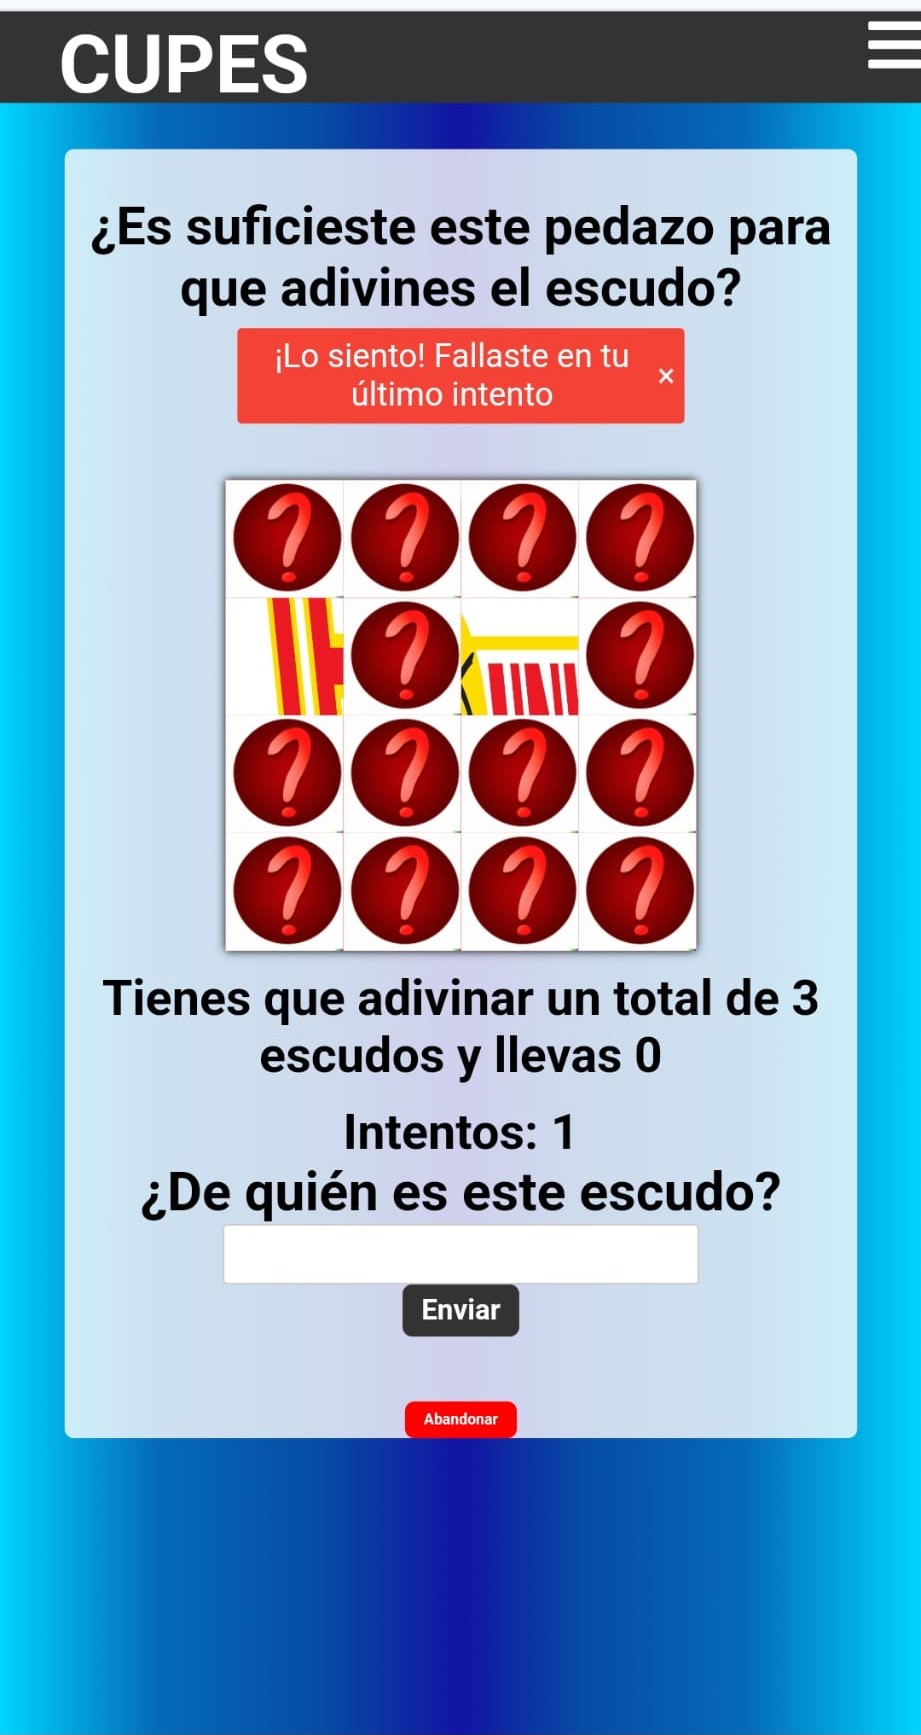 CUPES
¿Es suficieste este pedazo para
que adivines el escudo?
¡Lo siento! Fallaste en tu
último intento
×
Tienes que adivinar un total de 3
escudos y llevas 0
Intentos: 1
¿De quién es este escudo?
Enviar
Abandonar